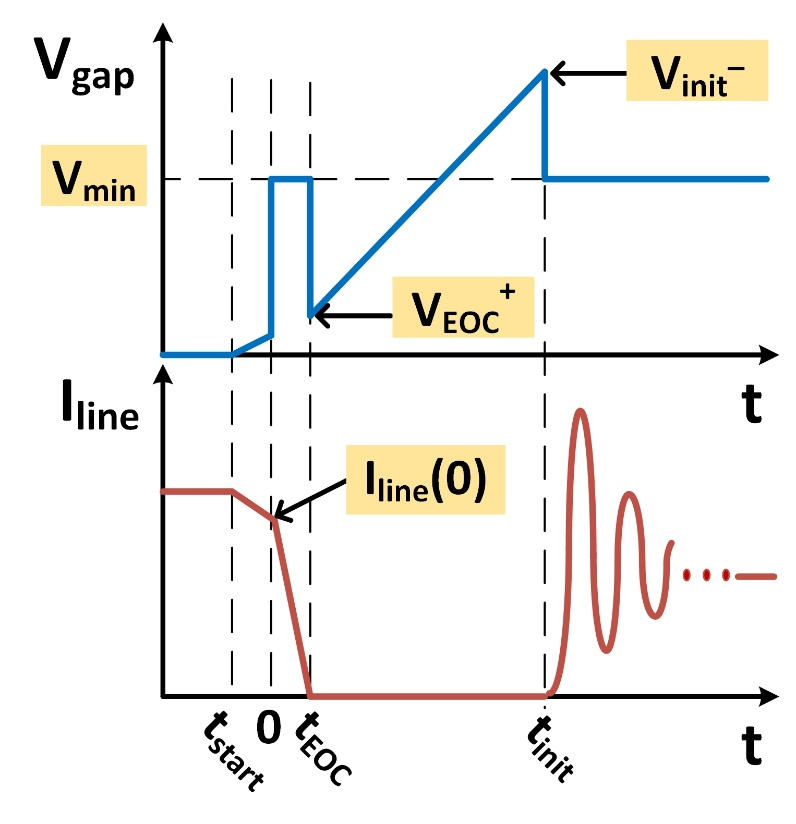 Vgap
Vinit–
Vmin
VEOC+
t
Iline
Iline(0)
tstart
0
tEOC
tinit
t